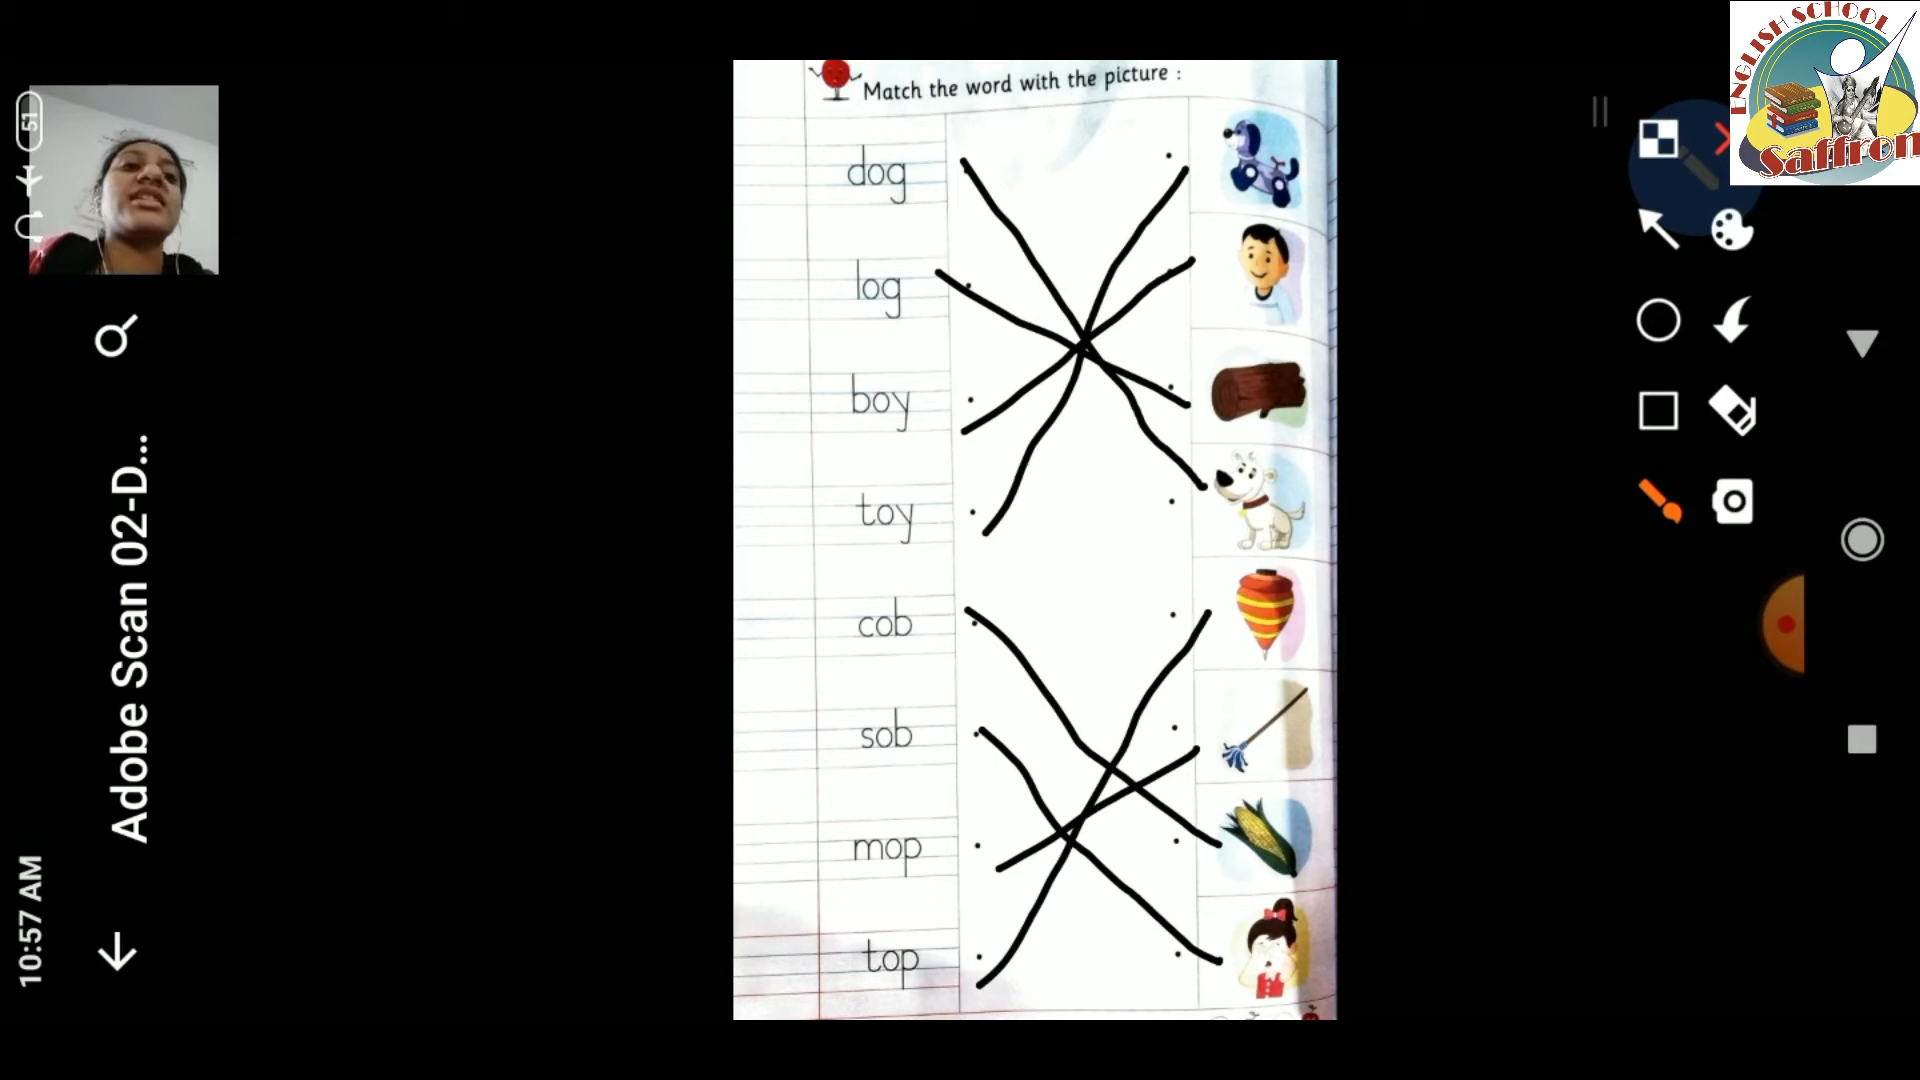 Match the word with the picture :
dog
log
boy
toy
cob
sob
mop
top
ENGLISH SCHOOL
Saffron
51
Adobe Scan 02-D...
10:57 AM